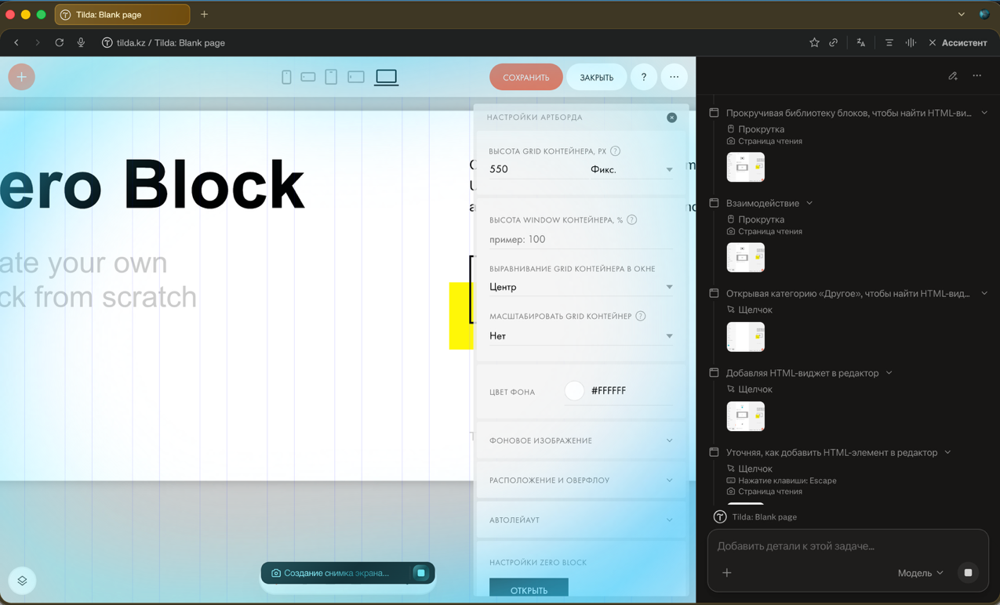 Tilda: Blank page
tilda.kz / Tilda: Blank page
Ассистент
СОХРАНИТЬ
ЗАКРЫТЬ
?
НАСТРОЙКИ АРТБОРДА
ero Block
ate your own
ck from scratch
ВЫСОТА GRID КОНТЕЙНЕРА, PX ?
550
Фикс.
ВЫСОТА WINDOW КОНТЕЙНЕРА, % ?
пример: 100
ВЫРАВНИВАНИЕ GRID КОНТЕЙНЕРА В ОКНЕ
Центр
МАСШТАБИРОВАТЬ GRID КОНТЕЙНЕР ?
Нет
ЦВЕТ ФОНА
#FFFFFF
ФОНОВОЕ ИЗОБРАЖЕНИЕ
РАСПОЛОЖЕНИЕ И ОВЕРФЛОУ
АВТОЛЕЙАУТ
НАСТРОЙКИ ZERO BLOCK
ОТКРЫТЬ
Создание снимка экрана...
Прокручивая библиотеку блоков, чтобы найти HTML-ви...
Прокрутка
Страница чтения
Взаимодействие
Прокрутка
Страница чтения
Открывая категорию «Другое», чтобы найти HTML-вид...
Щелчок
Добавляя HTML-виджет в редактор
Щелчок
Уточняя, как добавить HTML-элемент в редактор
Щелчок
Нажатие клавиши: Escape
Страница чтения
Tilda: Blank page
Добавить детали к этой задаче...
Модель